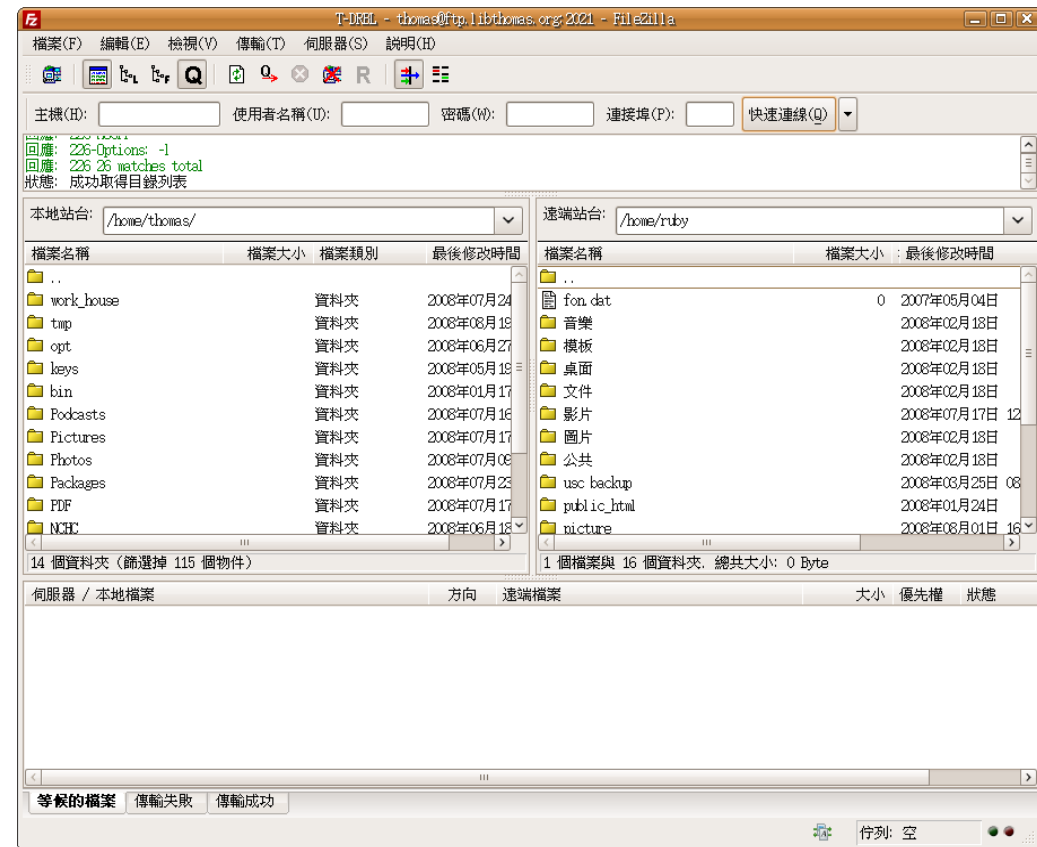 T-DRBL - thomas@ftp.libthomas.org:2021 - FileZilla
檔案(F) 編輯(E) 檢視(V) 傳輸(T) 伺服器(S) 說明(H)
主機(H): 使用者名稱(U): 密碼(W): 連接埠(P): 快速連線(Q)
回應: 226-Options: -l
回應: 226 26 matches total
狀態: 成功取得目錄列表
本地站台: /home/thomas/
檔案名稱 檔案大小 檔案類別 最後修改時間
..
work_house 資料夾 2008年07月24
tmp 資料夾 2008年08月19
opt 資料夾 2008年06月27
keys 資料夾 2008年05月19
bin 資料夾 2008年01月17
Podcasts 資料夾 2008年07月16
Pictures 資料夾 2008年07月17
Photos 資料夾 2008年07月09
Packages 資料夾 2008年07月23
PDF 資料夾 2008年07月17
NCHC 資料夾 2008年06月18
14 個資料夾 (篩選掉 115 個物件)
遠端站台: /home/ruby
檔案名稱 檔案大小 最後修改時間
..
fon.dat 0 2007年05月04日
音樂 2008年02月18日
模板 2008年02月18日
桌面 2008年02月18日
文件 2008年02月18日
影片 2008年07月17日 12
圖片 2008年02月18日
公共 2008年02月18日
usc backup 2008年03月25日 08
public_html 2008年01月24日
picture 2008年08月01日 16
1 個檔案與 16 個資料夾. 總共大小: 0 Byte
伺服器 / 本地檔案 方向 遠端檔案 大小 優先權 狀態
等候的檔案 傳輸失敗 傳輸成功
佇列: 空